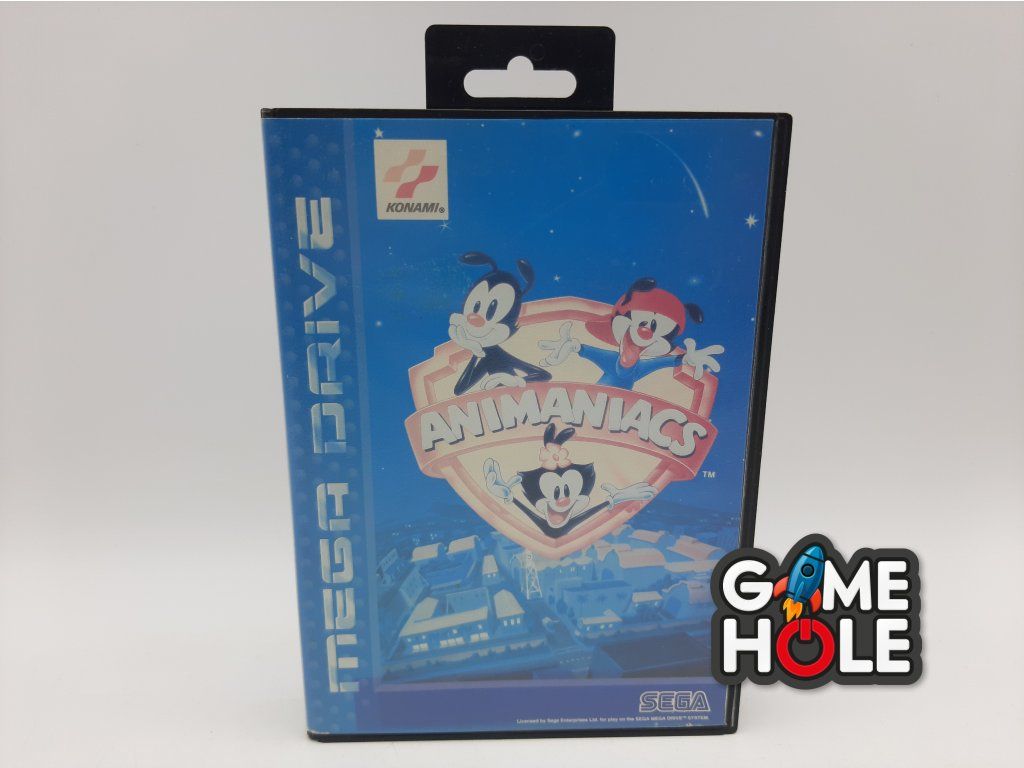 KONAMI®
MEGA DRIVE
ANIMANIACS
TM
SEGA
Licensed by Sega Enterprises Ltd. for play on the SEGA MEGA DRIVE™ SYSTEM.
GAME
HOLE